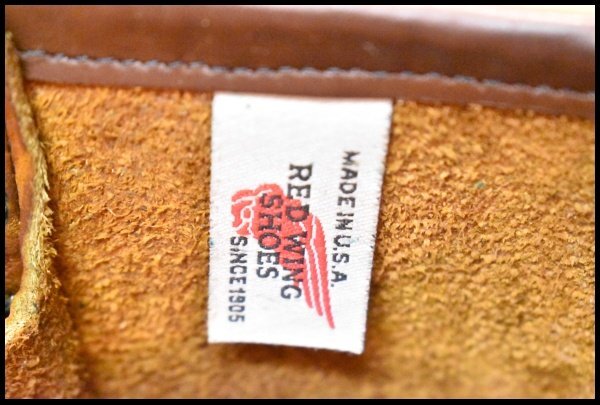 MADE IN U.S.A.
RED WING
SHOES
SINCE 1905